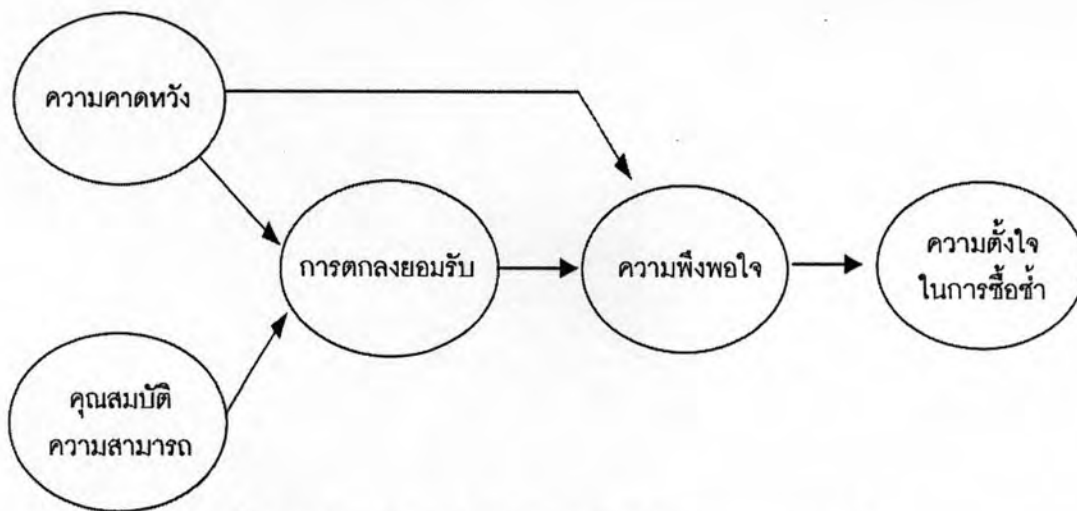 ความคาดหวัง
การตกลงยอมรับ
ความพึงพอใจ
ความตั้งใจ
ในการซื้อซ้ำ
คุณสมบัติ
ความสามารถ